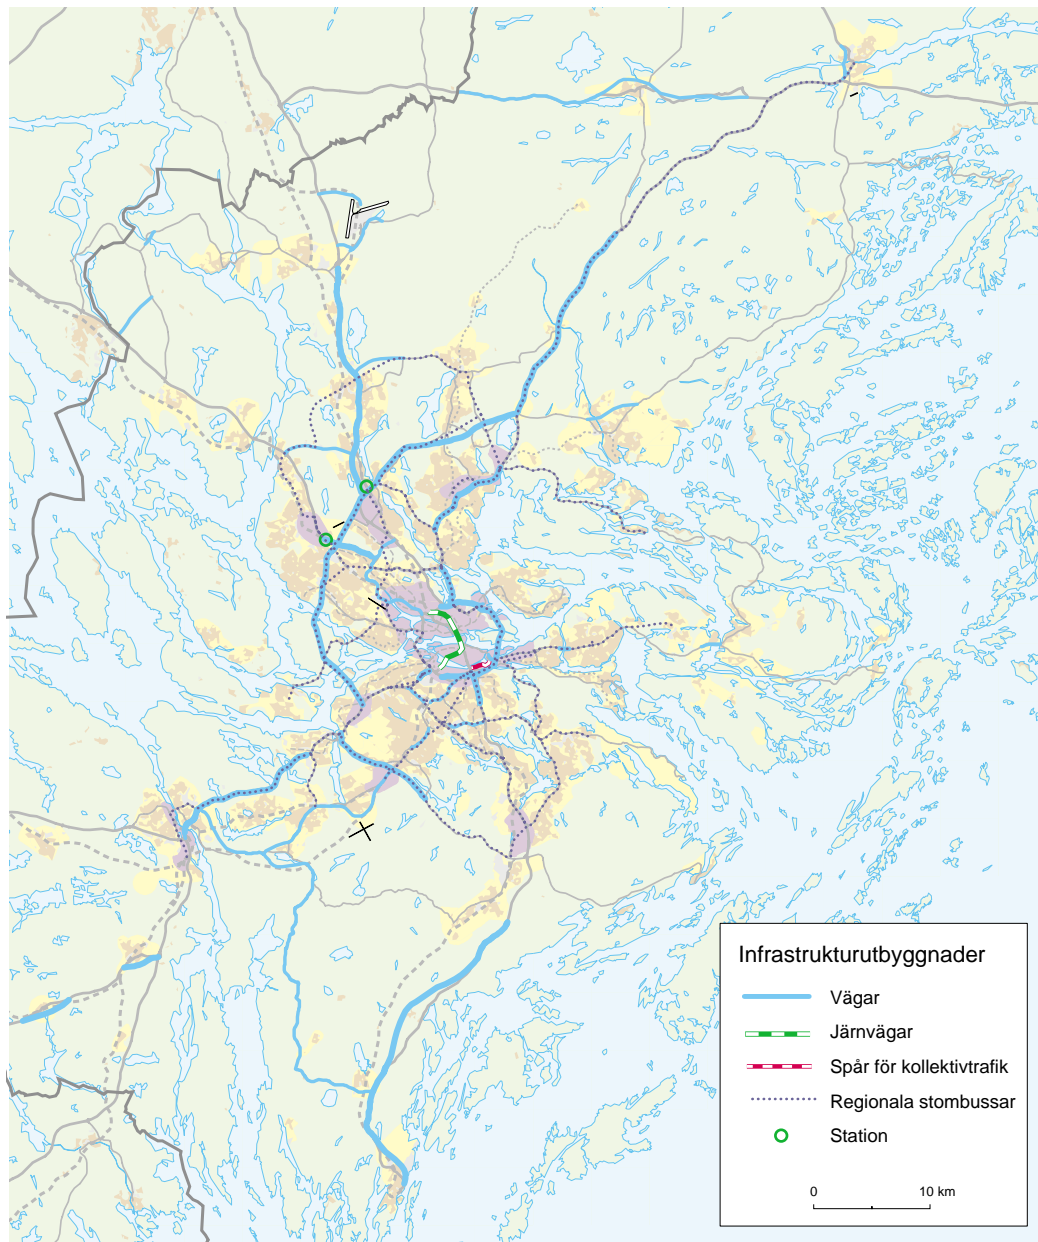 Infrastrukturutbyggnader
Vägar
Järnvägar
Spår för kollektivtrafik
Regionala stombussar
Station
0 10 km